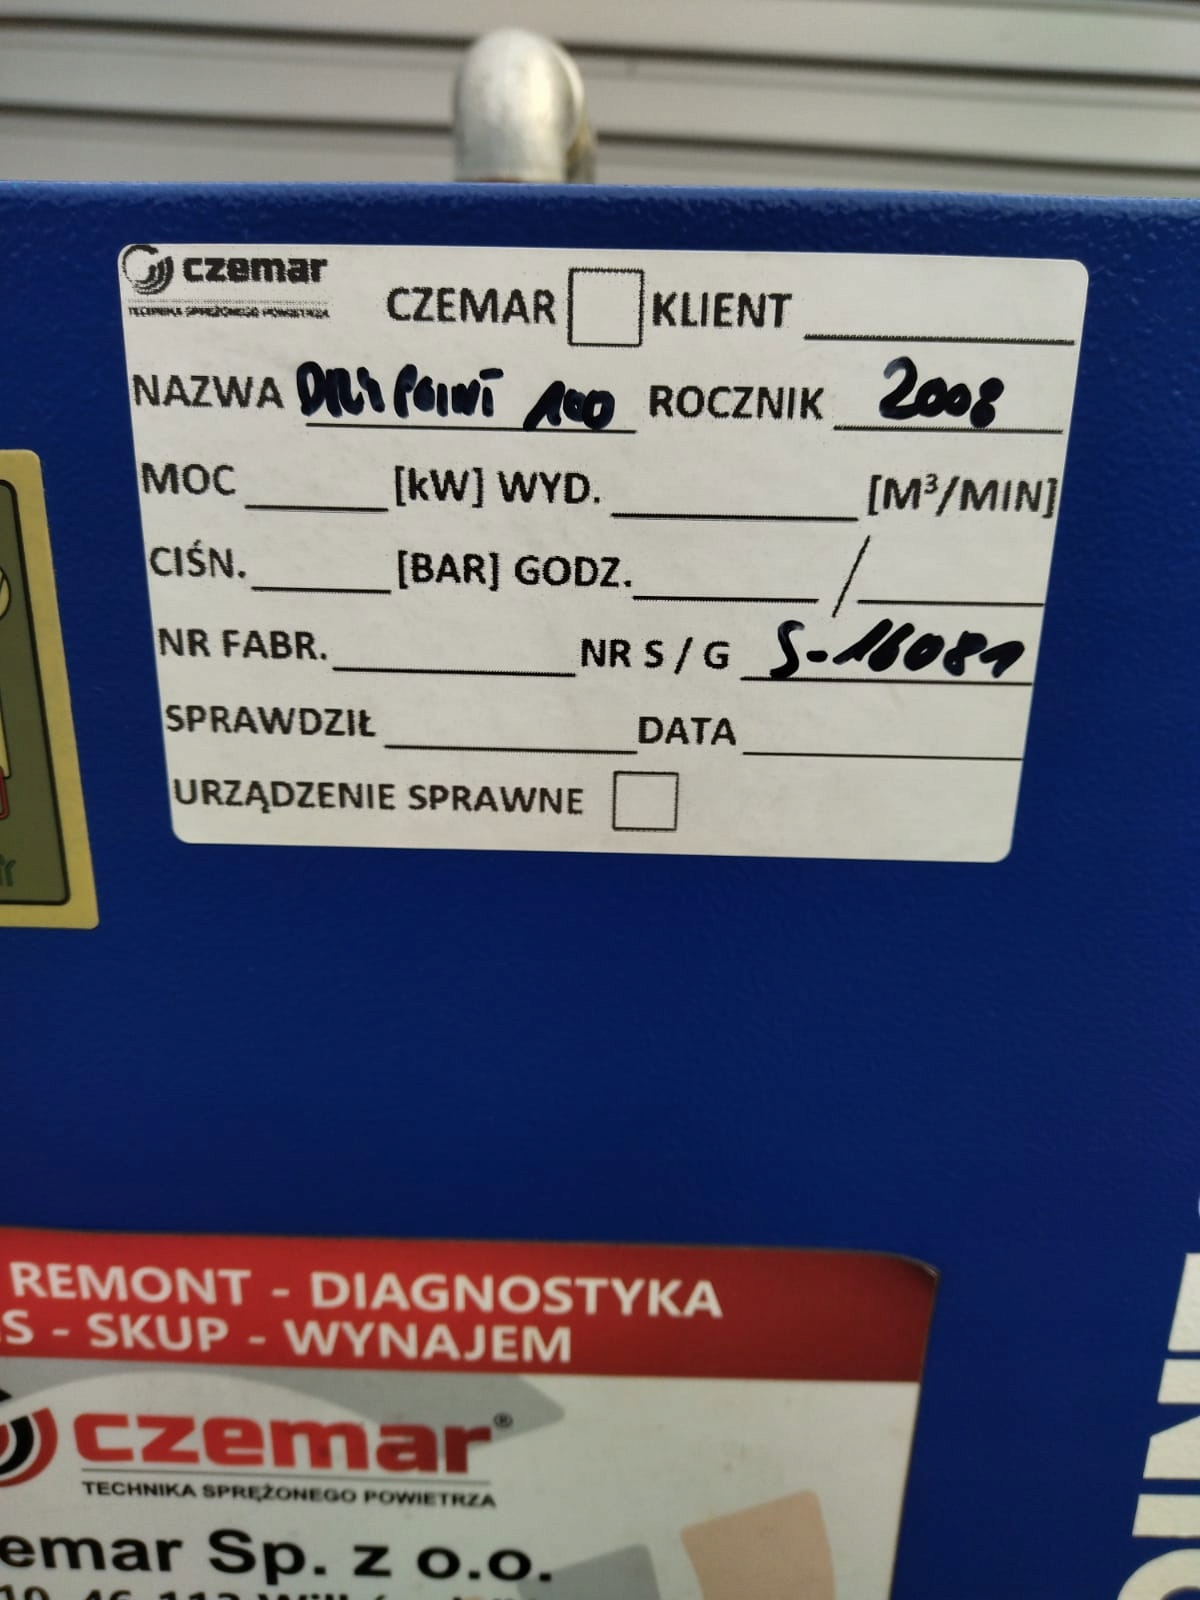 czemar
TECHNIKA SPRĘŻONEGO POWIETRZA
CZEMAR KLIENT
NAZWA POINT 100 ROCZNIK 2008
MOC [kW] WYD. [M³/MIN]
CIŚN. [BAR] GODZ. /
NR FABR. NR S / G S-16081
SPRAWDZIŁ DATA
URZĄDZENIE SPRAWNE
REMONT - DIAGNOSTYKA
S - SKUP - WYNAJEM
czemar®
TECHNIKA SPRĘŻONEGO POWIETRZA
emar Sp. z o.o.